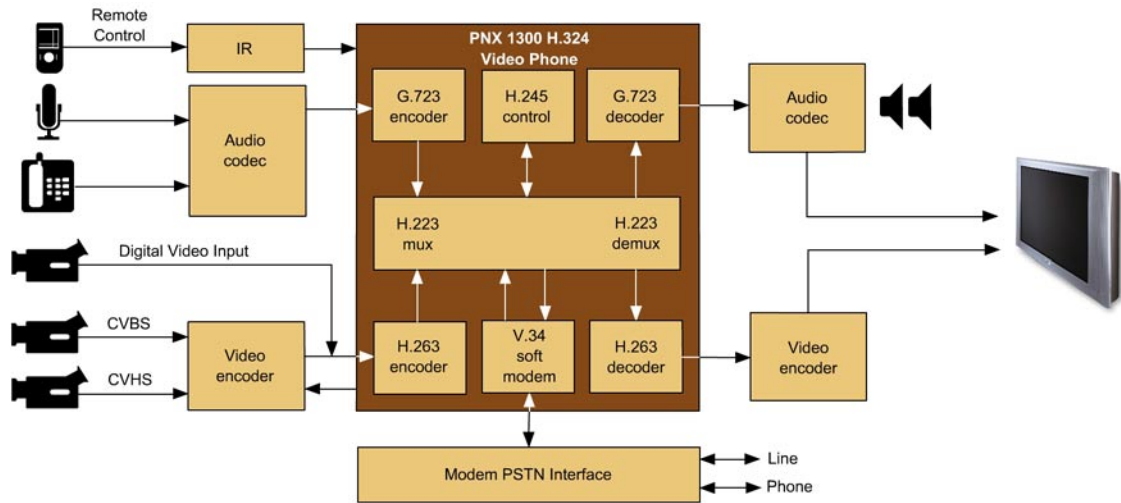 Remote
Control
IR
PNX 1300 H.324
Video Phone
Audio
codec
G.723
encoder
H.245
control
G.723
decoder
Audio
codec
H.223
mux
H.223
demux
Digital Video Input
CVBS
CVHS
Video
encoder
H.263
encoder
V.34
soft
modem
H.263
decoder
Video
encoder
Modem PSTN Interface
Line
Phone